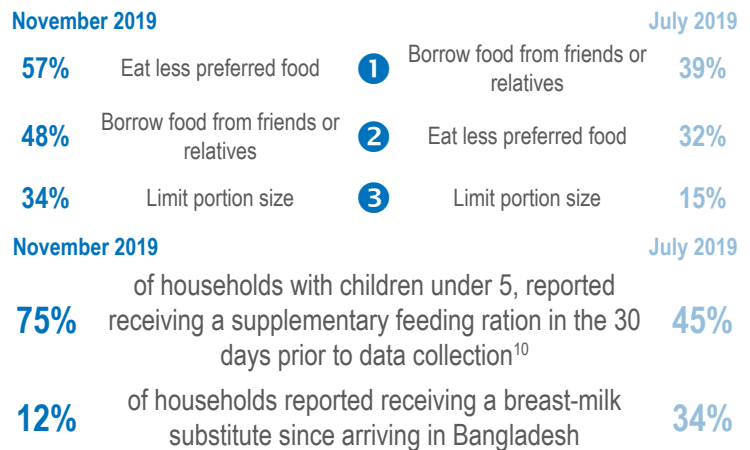 November 2019 July 2019
57% Eat less preferred food 1 Borrow food from friends or relatives 39%
48% Borrow food from friends or relatives 2 Eat less preferred food 32%
34% Limit portion size 3 Limit portion size 15%
November 2019 July 2019
75% of households with children under 5, reported
receiving a supplementary feeding ration in the 30
days prior to data collection10 45%
12% of households reported receiving a breast-milk
substitute since arriving in Bangladesh 34%